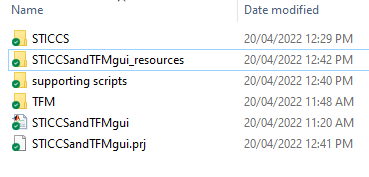 Name Date modified
STICCS 20/04/2022 12:29 PM
STICCSandTFMgui_resources 20/04/2022 12:42 PM
supporting scripts 20/04/2022 12:40 PM
TFM 20/04/2022 11:48 AM
STICCSandTFMgui 20/04/2022 11:20 AM
STICCSandTFMgui.prj 20/04/2022 12:41 PM